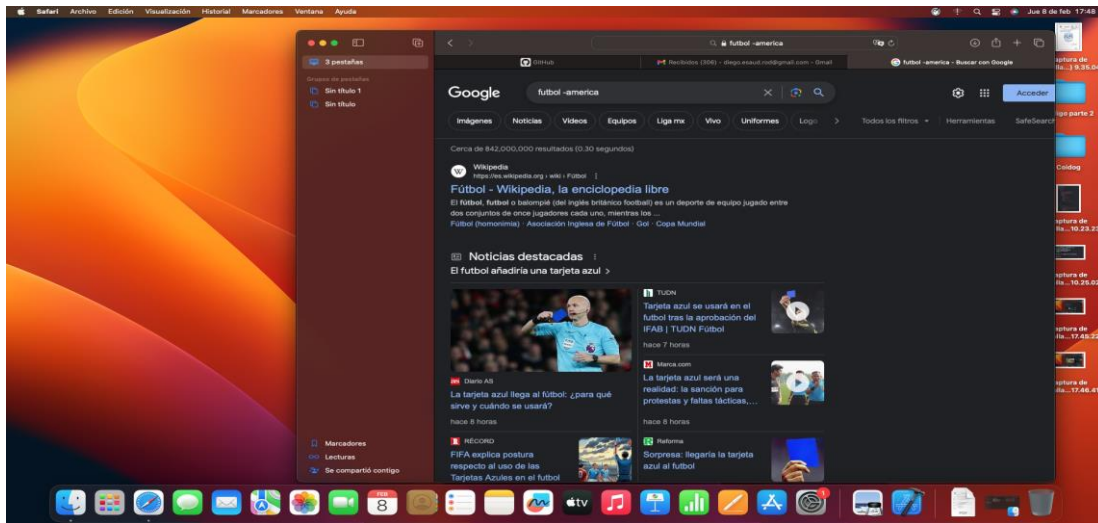 Safari Archivo Edición Visualización Historial Marcadores Ventana Ayuda
Jue 8 de feb 17:48
futbol -america
3 pestañas
GitHub
futbol -america - Buscar con Google
Grupos de pestañas
Sin título 1
Sin título
Google
futbol -america
Acceder
Imágenes Noticias Videos Equipos Liga mx Vivo Uniformes Logo
Todos los filtros Herramientas SafeSearch
Cerca de 842,000,000 resultados (0.30 segundos)
Wikipedia
https://es.wikipedia.org › wiki › Fútbol
Fútbol - Wikipedia, la enciclopedia libre
El fútbol, futbol o balompié (del inglés británico football) es un deporte de equipo jugado entre
dos conjuntos de once jugadores cada uno, mientras los ...
Fútbol (homonimia) · Asociación Inglesa de Fútbol · Gol · Copa Mundial
Noticias destacadas
El futbol añadiría una tarjeta azul >
TUDN
Tarjeta azul se usará en el
futbol tras la aprobación del
IFAB | TUDN Fútbol
hace 7 horas
Diario AS
La tarjeta azul llega al fútbol: ¿para qué
sirve y cuándo se usará?
hace 8 horas
Marca.com
La tarjeta azul será una
realidad: la sanción para
protestas y faltas tácticas,...
hace 8 horas
RÉCORD
FIFA explica postura
respecto al uso de las
Tarjetas Azules en el futbol
Reforma
Sorpresa: llegaría la tarjeta
azul al futbol
Marcadores
Lecturas
Se compartió contigo
parte 2
Coidog
FEB
8
tv